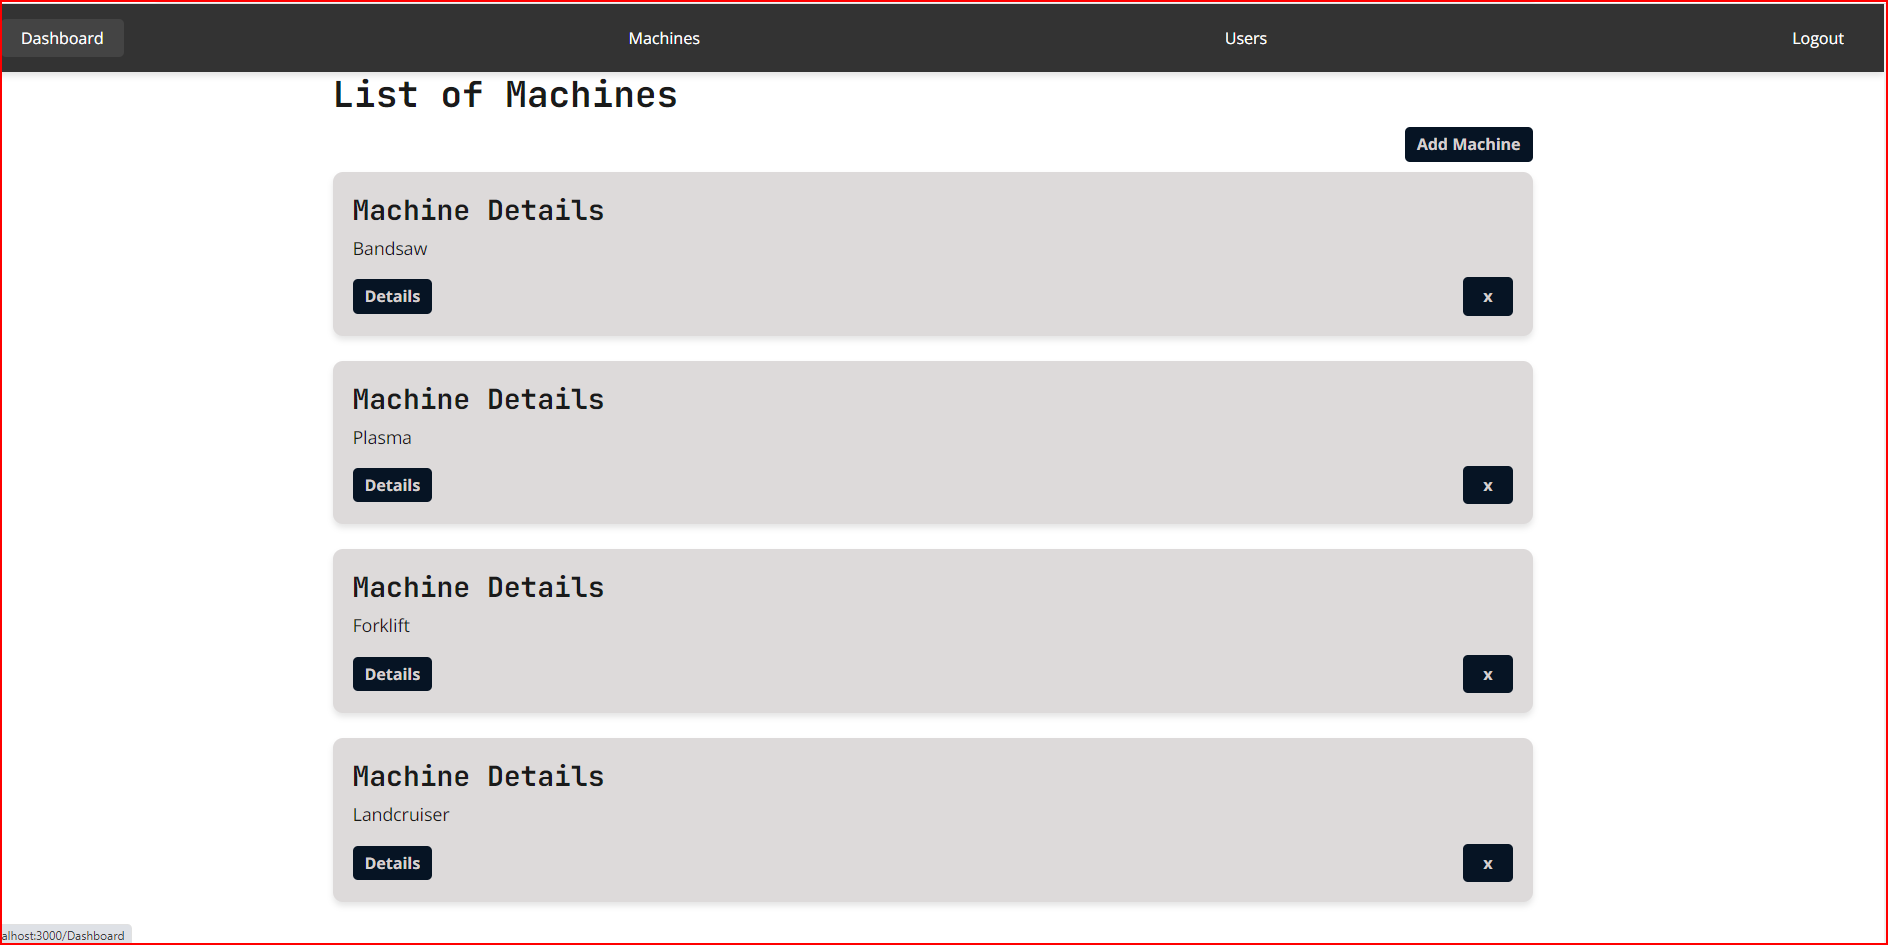 Dashboard Machines Users Logout
List of Machines
Add Machine
Machine Details
Bandsaw
Details x
Machine Details
Plasma
Details x
Machine Details
Forklift
Details x
Machine Details
Landcruiser
Details x
alhost:3000/Dashboard